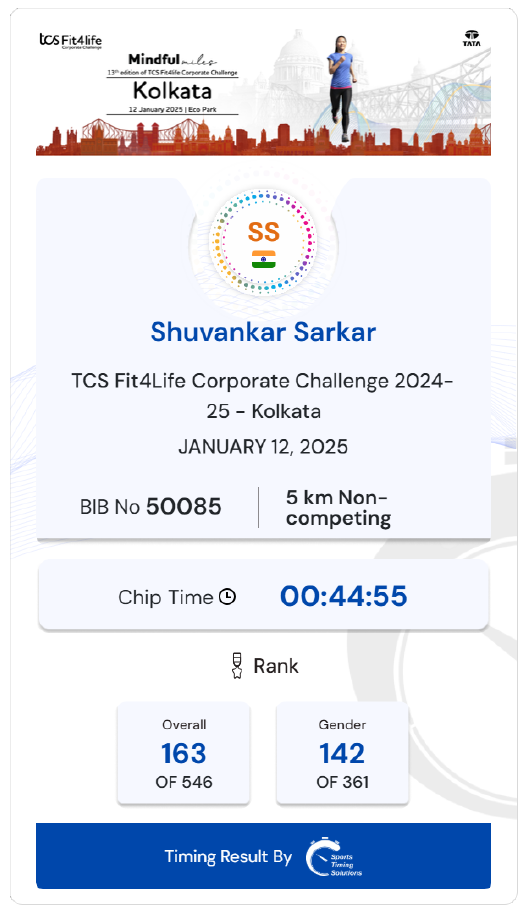 tcs Fit4life
Corporate Challenge
TATA
Mindful miles
13th edition of TCS Fit4life Corporate Challenge
Kolkata
12 January 2025 | Eco Park
SS
Shuvankar Sarkar
TCS Fit4Life Corporate Challenge 2024-
25 - Kolkata
JANUARY 12, 2025
BIB No 50085
5 km Non-
competing
Chip Time 00:44:55
Rank
Overall
163
OF 546
Gender
142
OF 361
Timing Result By
Sports
Timing
Solutions